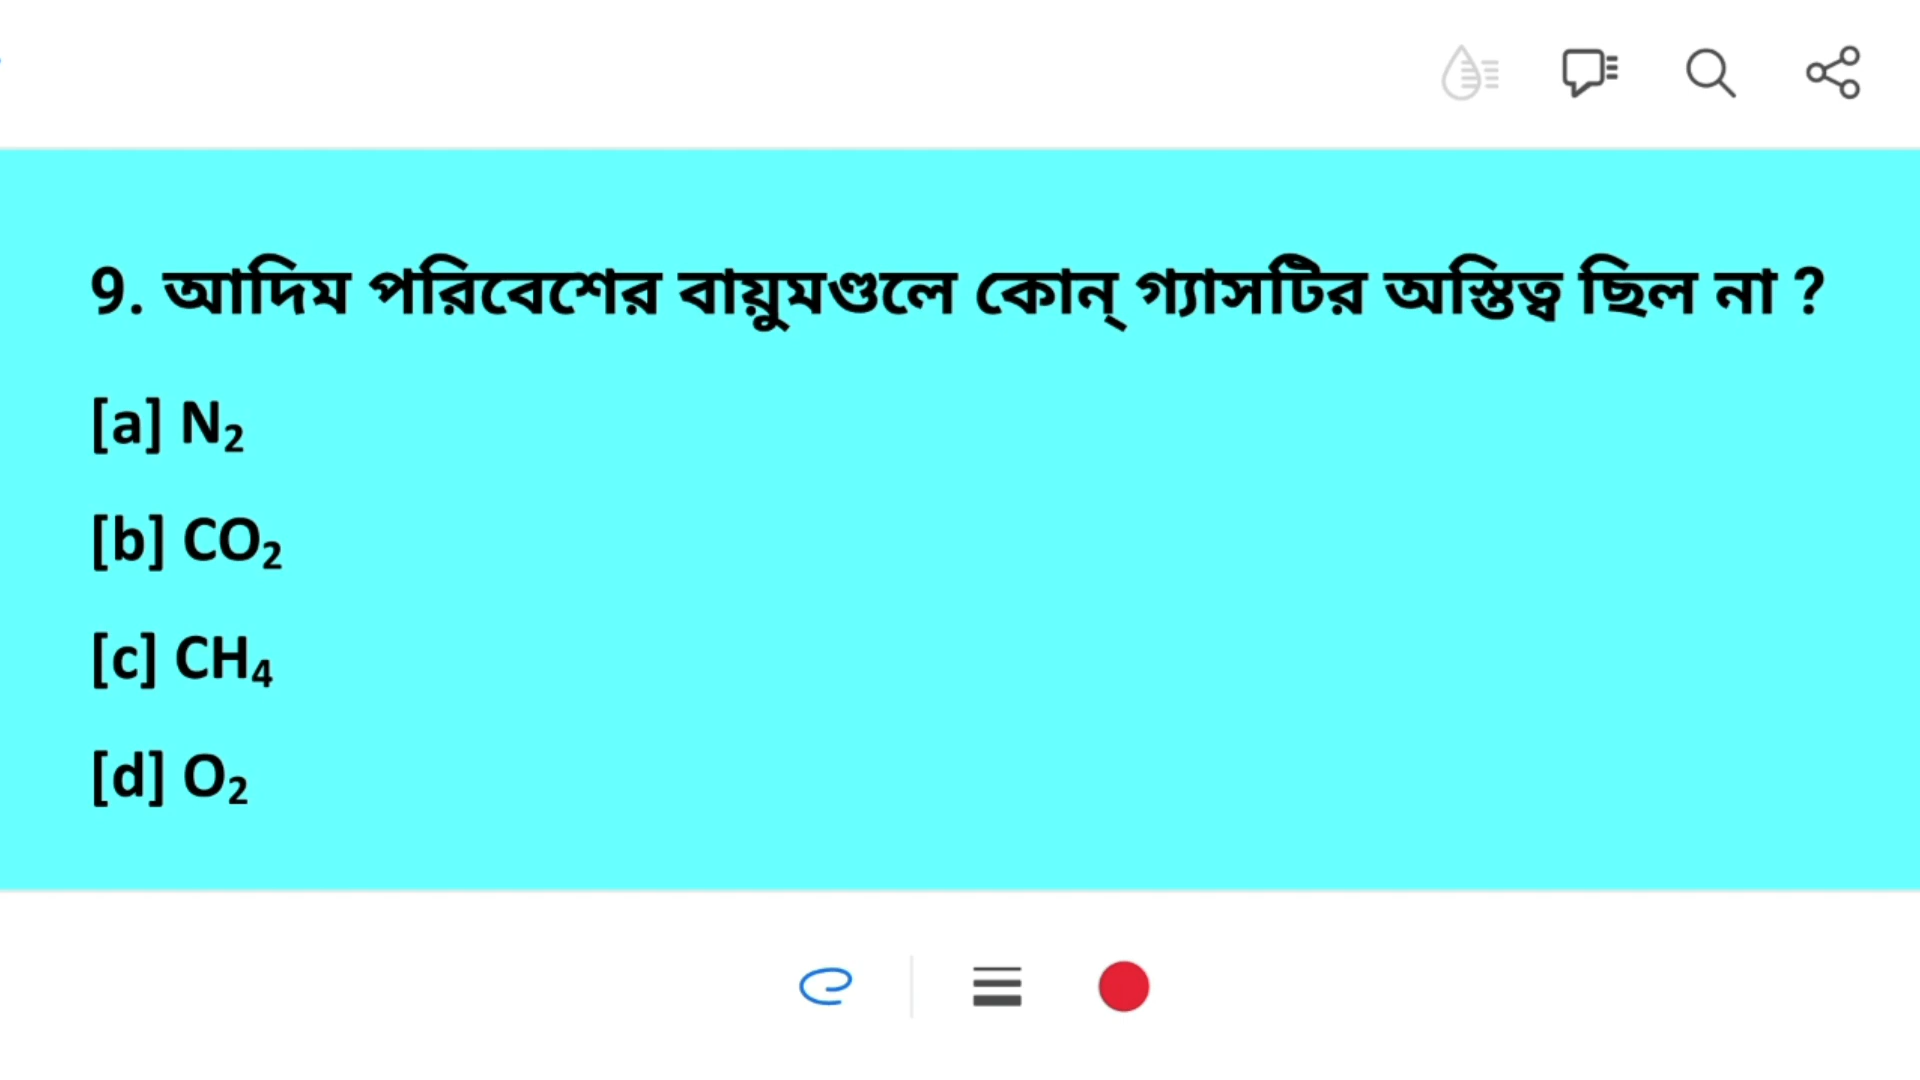 9. আদিম পরিবেশের বায়ুমণ্ডলে কোন্ গ্যাসটির অস্তিত্ব ছিল না ?
[a] N₂
[b] CO₂
[c] CH₄
[d] O₂